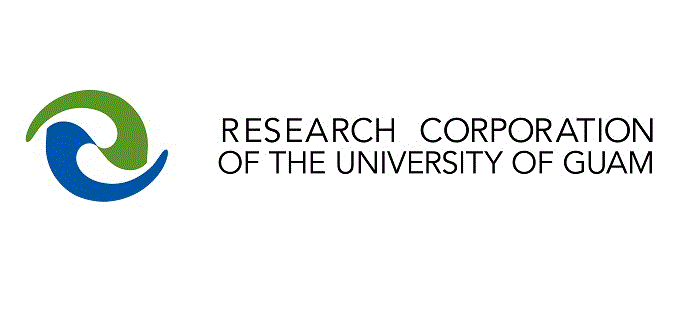 RESEARCH CORPORATION
OF THE UNIVERSITY OF GUAM